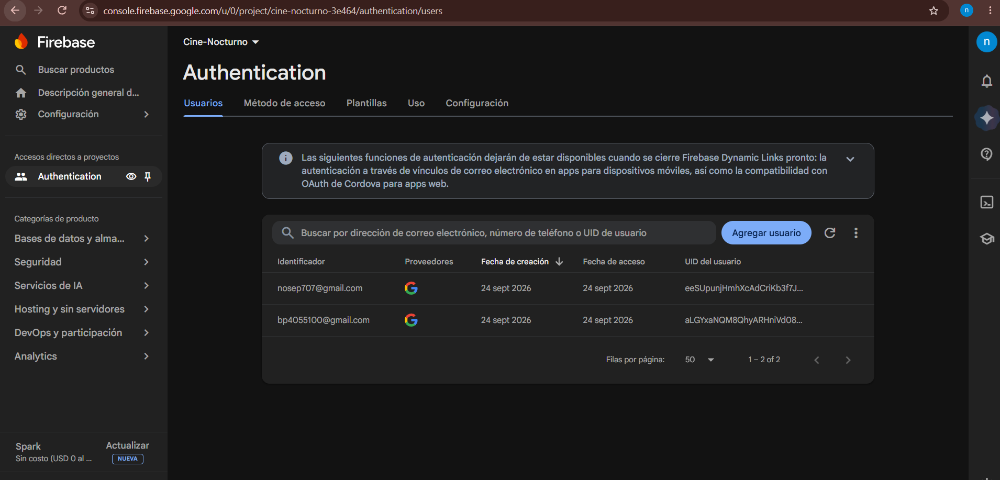 console.firebase.google.com/u/0/project/cine-nocturno-3e464/authentication/users
n
Firebase
Buscar productos
Descripción general d...
Configuración
Accesos directos a proyectos
Authentication
Categorías de producto
Bases de datos y alma...
Seguridad
Servicios de IA
Hosting y sin servidores
DevOps y participación
Analytics
Spark
Sin costo (USD 0 al ...
Actualizar
NUEVA
Cine-Nocturno
Authentication
Usuarios Método de acceso Plantillas Uso Configuración
Las siguientes funciones de autenticación dejarán de estar disponibles cuando se cierre Firebase Dynamic Links pronto: la
autenticación a través de vínculos de correo electrónico en apps para dispositivos móviles, así como la compatibilidad con
OAuth de Cordova para apps web.
Buscar por dirección de correo electrónico, número de teléfono o UID de usuario Agregar usuario
Identificador Proveedores Fecha de creación Fecha de acceso UID del usuario
nosep707@gmail.com 24 sept 2026 24 sept 2026 eeSUpunjHmhXcAdCriKb3f7J...
bp4055100@gmail.com 24 sept 2026 24 sept 2026 aLGYxaNQM8QhyARHniVd08...
Filas por página: 50 1 – 2 of 2
n